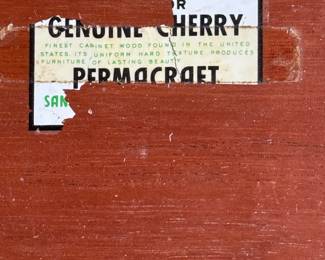 OR
GENUINE CHERRY
FINEST CABINET WOOD FOUND IN THE UNITED
STATES. ITS UNIFORM HARD TEXTURE PRODUCES
FURNITURE OF LASTING BEAUTY
PERMACRAFT
SAN